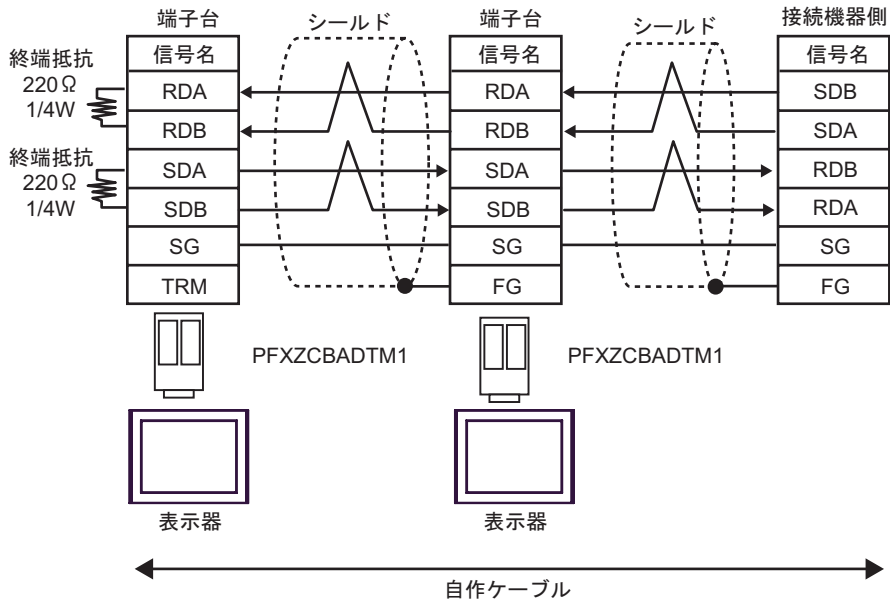 端子台
シールド
端子台
シールド
接続機器側
終端抵抗
220Ω
1/4W
終端抵抗
220Ω
1/4W
信号名
RDA
RDB
SDA
SDB
SG
TRM
信号名
RDA
RDB
SDA
SDB
SG
FG
信号名
SDB
SDA
RDB
RDA
SG
FG
PFXZCBADTM1
PFXZCBADTM1
表示器
表示器
自作ケーブル